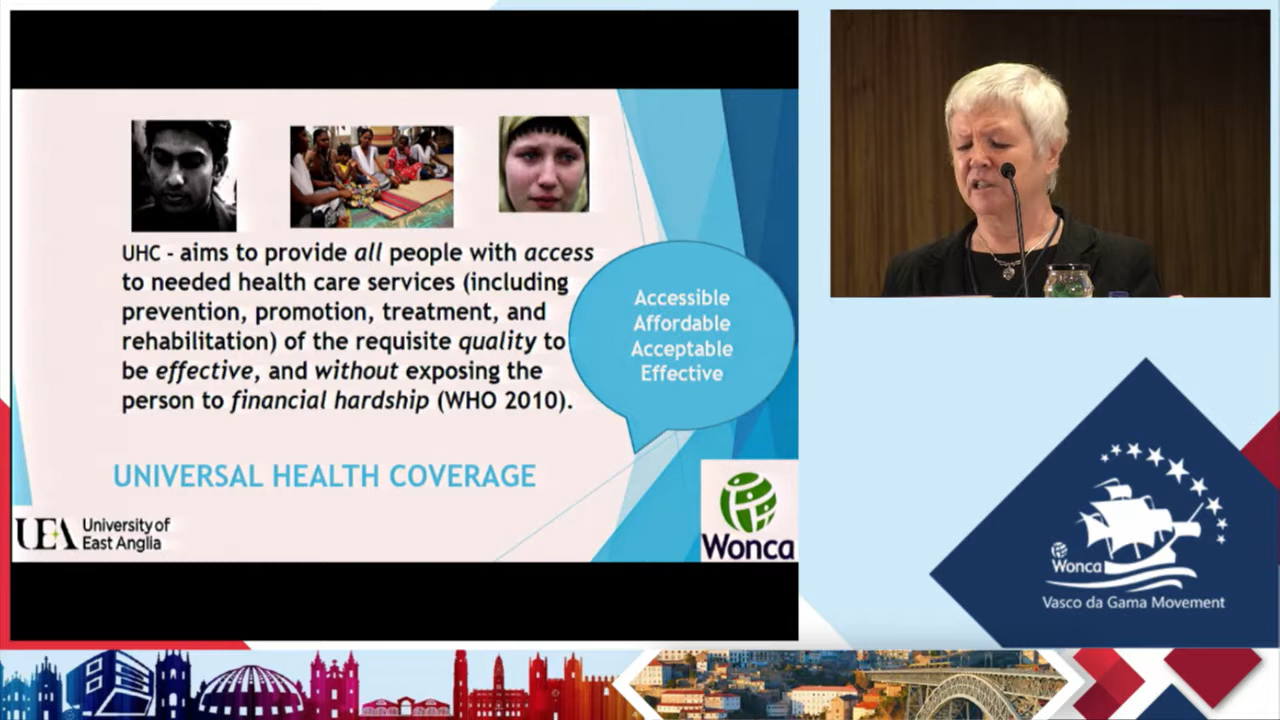 UHC - aims to provide all people with access
to needed health care services (including
prevention, promotion, treatment, and
rehabilitation) of the requisite quality to
be effective, and without exposing the
person to financial hardship (WHO 2010).
Accessible
Affordable
Acceptable
Effective
UNIVERSAL HEALTH COVERAGE
UEA University of
East Anglia
Wonca
Wonca
Vasco da Gama Movement